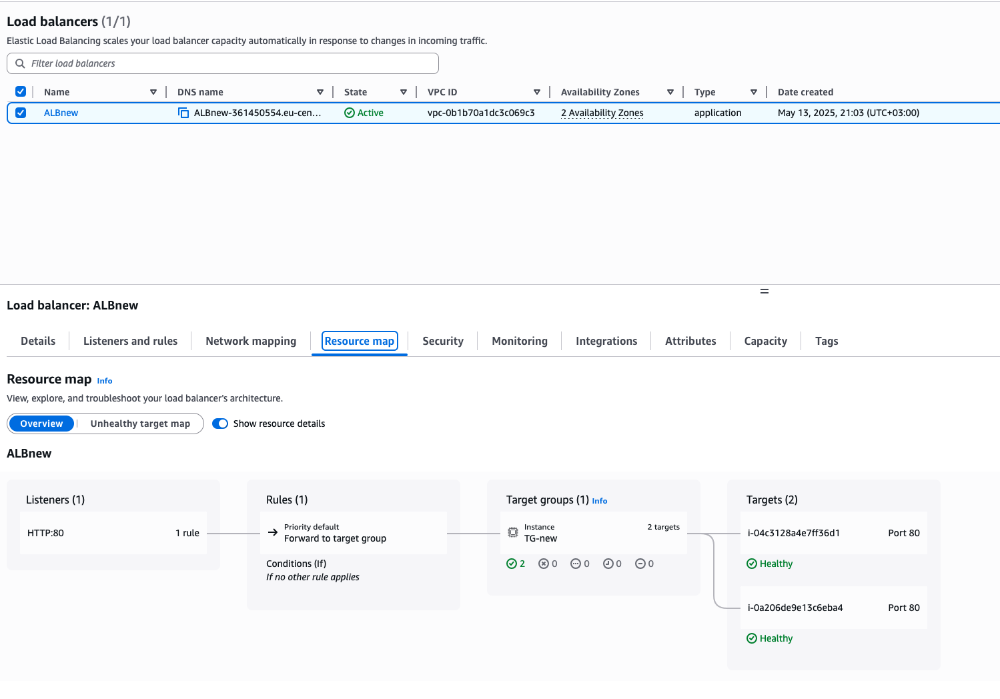 Load balancers (1/1)
Elastic Load Balancing scales your load balancer capacity automatically in response to changes in incoming traffic.
Filter load balancers
Name DNS name State VPC ID Availability Zones Type Date created
ALBnew ALBnew-361450554.eu-cen... Active vpc-0b1b70a1dc3c069c3 2 Availability Zones application May 13, 2025, 21:03 (UTC+03:00)
Load balancer: ALBnew
Details Listeners and rules Network mapping Resource map Security Monitoring Integrations Attributes Capacity Tags
Resource map Info
View, explore, and troubleshoot your load balancer's architecture.
Overview Unhealthy target map Show resource details
ALBnew
Listeners (1)
HTTP:80 1 rule
Rules (1)
Priority default
Forward to target group
Conditions (If)
If no other rule applies
Target groups (1) Info
Instance 2 targets
TG-new
2 0 0 0 0
Targets (2)
i-04c3128a4e7ff36d1 Port 80
Healthy
i-0a206de9e13c6eba4 Port 80
Healthy